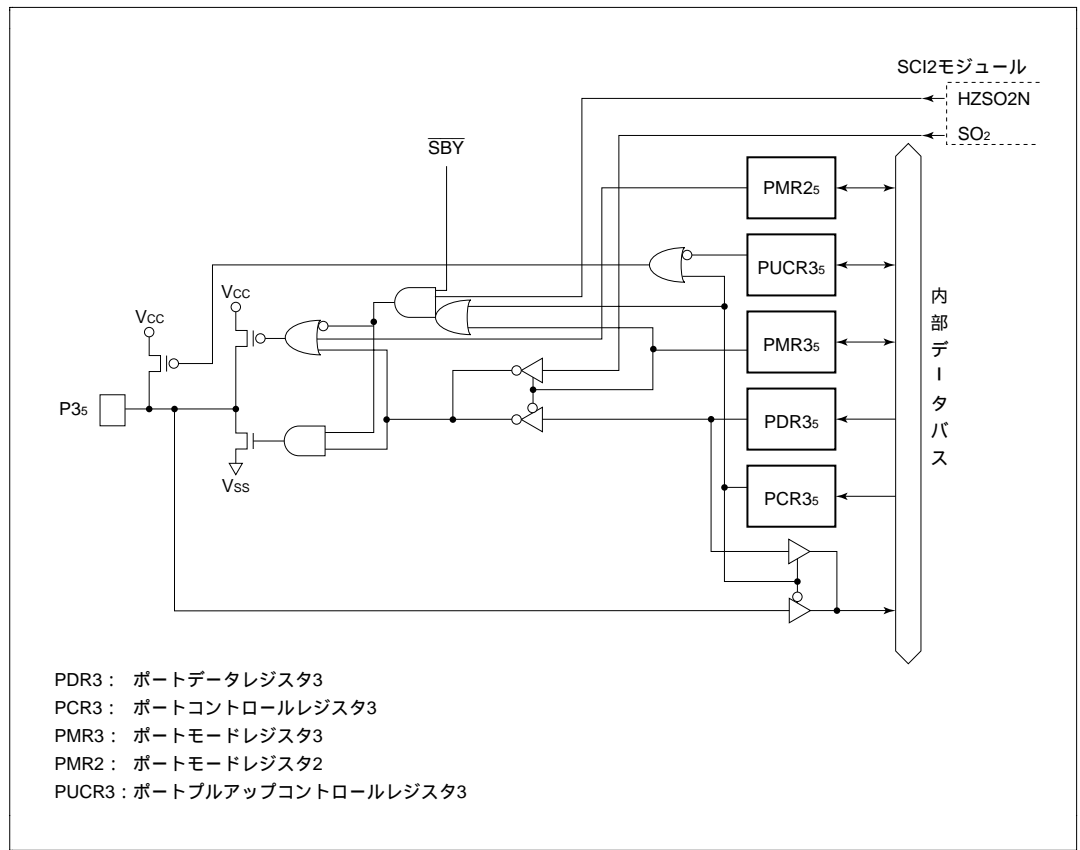 SCI2モジュール
HZSO2N
SO2
SBY
PMR25
PUCR35
VCC
VCC
PMR35
内部データバス
P35
PDR35
VSS
PCR35
PDR3： ポートデータレジスタ3
PCR3： ポートコントロールレジスタ3
PMR3： ポートモードレジスタ3
PMR2： ポートモードレジスタ2
PUCR3：ポートプルアップコントロールレジスタ3